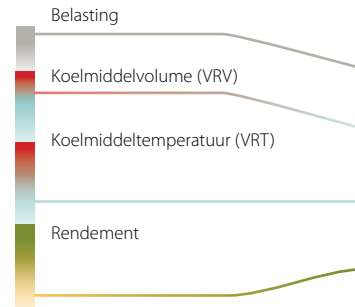 Belasting
Koelmiddelvolume (VRV)
Koelmiddeltemperatuur (VRT)
Rendement